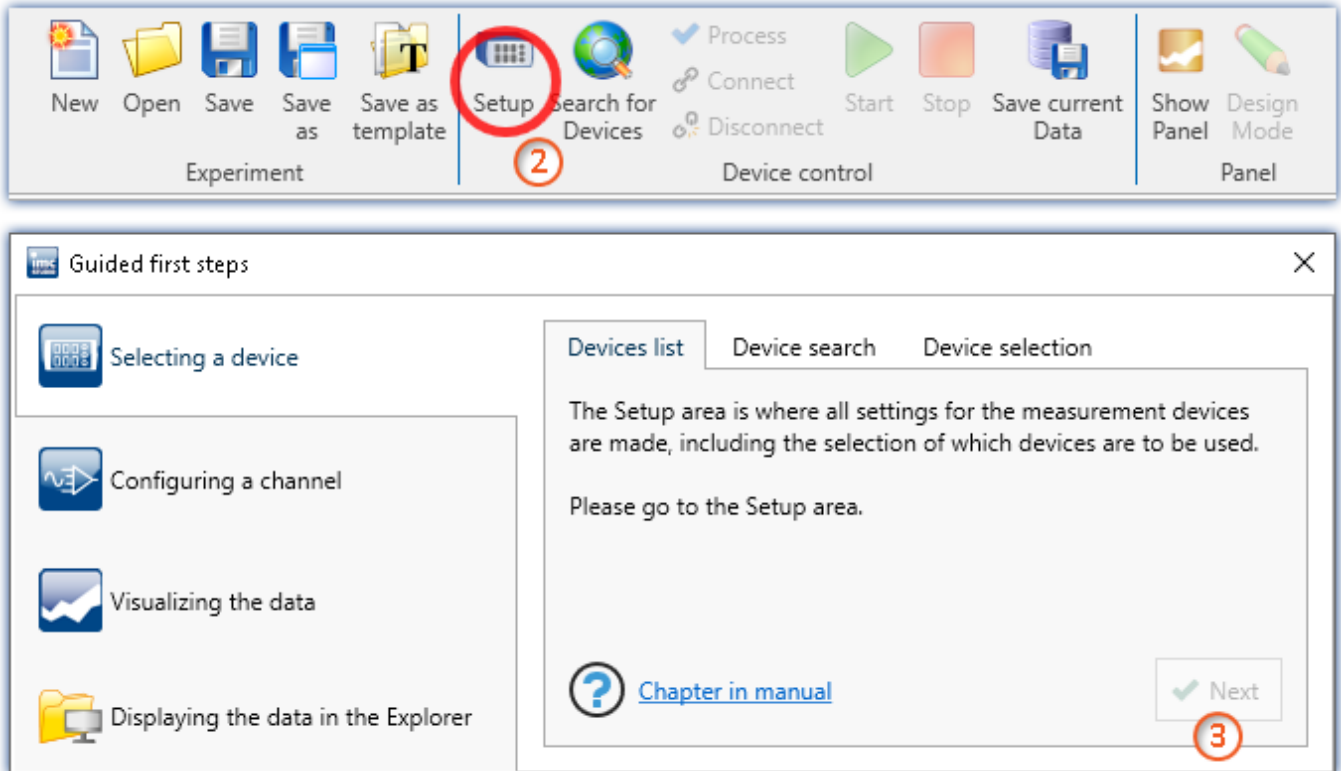 New
Open
Save
Save
as
Save as
template
Experiment
Setup
2
Search for
Devices
Process
Connect
Disconnect
Start
Stop
Save current
Data
Device control
Show
Panel
Design
Mode
Panel
imc
STUDIO
Guided first steps
Selecting a device
Configuring a channel
Visualizing the data
Displaying the data in the Explorer
Devices list
Device search
Device selection
The Setup area is where all settings for the measurement devices
are made, including the selection of which devices are to be used.
Please go to the Setup area.
? Chapter in manual
Next
3